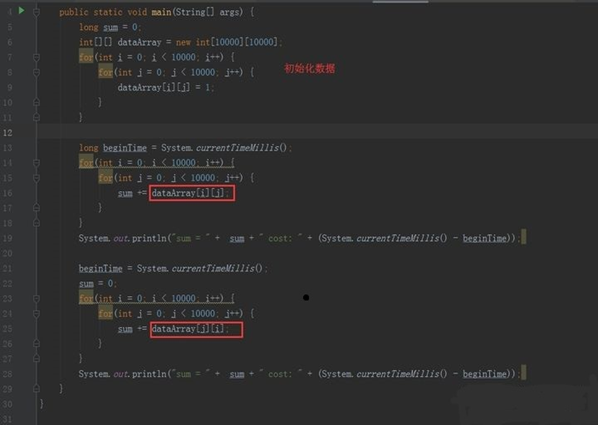 4 public static void main(String[] args) {
5 long sum = 0;
6 int[][] dataArray = new int[10000][10000];
7 for(int i = 0; i < 10000; i++) {
8 for(int j = 0; j < 10000; j++) { 初始化数据
9 dataArray[i][j] = 1;
10 }
11 }
12
13 long beginTime = System.currentTimeMillis();
14 for(int i = 0; i < 10000; i++) {
15 for(int j = 0; j < 10000; j++) {
16 sum += dataArray[i][j];
17 }
18 }
19 System.out.println("sum = " + sum + " cost: " + (System.currentTimeMillis() - beginTime));
20
21 beginTime = System.currentTimeMillis();
22 sum = 0;
23 for(int i = 0; i < 10000; i++) {
24 for(int j = 0; j < 10000; j++) {
25 sum += dataArray[j][i];
26 }
27 }
28 System.out.println("sum = " + sum + " cost: " + (System.currentTimeMillis() - beginTime));
29 }
30 }
31